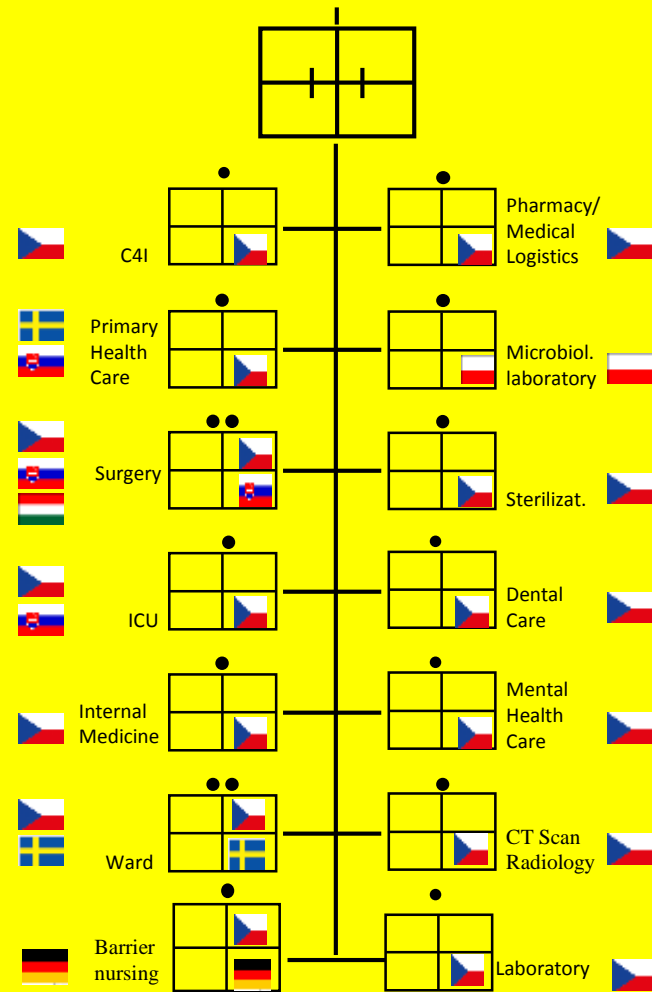 C4I
Pharmacy/
Medical
Logistics
Primary
Health
Care
Microbiol.
laboratory
Surgery
Sterilizat.
ICU
Dental
Care
Internal
Medicine
Mental
Health
Care
Ward
CT Scan
Radiology
Barrier
nursing
Laboratory